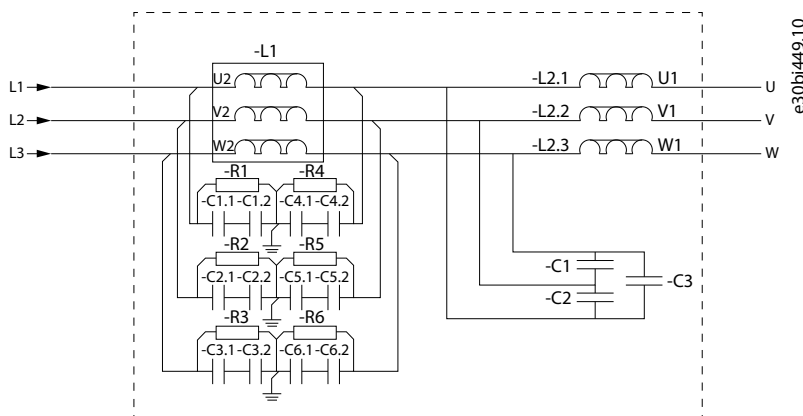 e30bi449.10
-L1
L1
U2
-L2.1
U1
U
L2
V2
-L2.2
V1
V
L3
W2
-L2.3
W1
W
-R1
-R4
-C1.1
-C1.2
-C4.1
-C4.2
-R2
-R5
-C2.1
-C2.2
-C5.1
-C5.2
-C1
-C3
-C2
-R3
-R6
-C3.1
-C3.2
-C6.1
-C6.2